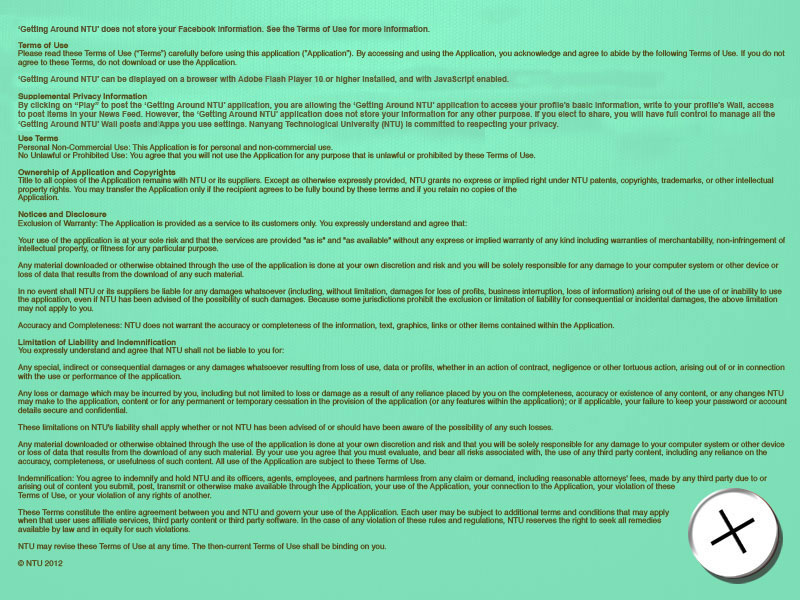 ‘Getting Around NTU’ does not store your Facebook information. See the Terms of Use for more information.
Terms of Use
Please read these Terms of Use ("Terms") carefully before using this application ("Application"). By accessing and using the Application, you acknowledge and agree to abide by the following Terms of Use. If you do not
agree to these Terms, do not download or use the Application.
‘Getting Around NTU’ can be displayed on a browser with Adobe Flash Player 10 or higher installed, and with JavaScript enabled.
Supplemental Privacy Information
By clicking on “Play” to post the ‘Getting Around NTU’ application, you are allowing the ‘Getting Around NTU’ application to access your profile’s basic information, write to your profile’s Wall, access
to post items in your News Feed. However, the ‘Getting Around NTU’ application does not store your information for any other purpose. If you elect to share, you will have full control to manage all the
‘Getting Around NTU’ Wall posts and Apps you use settings. Nanyang Technological University (NTU) is committed to respecting your privacy.
Use Terms
Personal Non-Commercial Use: This Application is for personal and non-commercial use.
No Unlawful or Prohibited Use: You agree that you will not use the Application for any purpose that is unlawful or prohibited by these Terms of Use.
Ownership of Application and Copyrights
Title to all copies of the Application remains with NTU or its suppliers. Except as otherwise expressly provided, NTU grants no express or implied right under NTU patents, copyrights, trademarks, or other intellectual
property rights. You may transfer the Application only if the recipient agrees to be fully bound by these terms and if you retain no copies of the
Application.
Notices and Disclosure
Exclusion of Warranty: The Application is provided as a service to its customers only. You expressly understand and agree that:
Your use of the application is at your sole risk and that the services are provided "as is" and "as available" without any express or implied warranty of any kind including warranties of merchantability, non-infringement of
intellectual property, or fitness for any particular purpose.
Any material downloaded or otherwise obtained through the use of the application is done at your own discretion and risk and you will be solely responsible for any damage to your computer system or other device or
loss of data that results from the download of any such material.
In no event shall NTU or its suppliers be liable for any damages whatsoever (including, without limitation, damages for loss of profits, business interruption, loss of information) arising out of the use of or inability to use
the application, even if NTU has been advised of the possibility of such damages. Because some jurisdictions prohibit the exclusion or limitation of liability for consequential or incidental damages, the above limitation
may not apply to you.
Accuracy and Completeness: NTU does not warrant the accuracy or completeness of the information, text, graphics, links or other items contained within the Application.
Limitation of Liability and Indemnification
You expressly understand and agree that NTU shall not be liable to you for:
Any special, indirect or consequential damages or any damages whatsoever resulting from loss of use, data or profits, whether in an action of contract, negligence or other tortuous action, arising out of or in connection
with the use or performance of the application.
Any loss or damage which may be incurred by you, including but not limited to loss or damage as a result of any reliance placed by you on the completeness, accuracy or existence of any content, or any changes NTU
may make to the application, content or for any permanent or temporary cessation in the provision of the application (or any features within the application); or if applicable, your failure to keep your password or account
details secure and confidential.
These limitations on NTU's liability shall apply whether or not NTU has been advised of or should have been aware of the possibility of any such losses.
Any material downloaded or otherwise obtained through the use of the application is done at your own discretion and risk and that you will be solely responsible for any damage to your computer system or other device
or loss of data that results from the download of any such material. By your use you agree that you must evaluate, and bear all risks associated with, the use of any third party content, including any reliance on the
accuracy, completeness, or usefulness of such content. All use of the Application are subject to these Terms of Use.
Indemnification: You agree to indemnify and hold NTU and its officers, agents, employees, and partners harmless from any claim or demand, including reasonable attorneys' fees, made by any third party due to or
arising out of content you submit, post, transmit or otherwise make available through the Application, your use of the Application, your connection to the Application, your violation of these
Terms of Use, or your violation of any rights of another.
These Terms constitute the entire agreement between you and NTU and govern your use of the Application. Each user may be subject to additional terms and conditions that may apply
when that user uses affiliate services, third party content or third party software. In the case of any violation of these rules and regulations, NTU reserves the right to seek all remedies
available by law and in equity for such violations.
NTU may revise these Terms of Use at any time. The then-current Terms of Use shall be binding on you.
© NTU 2012